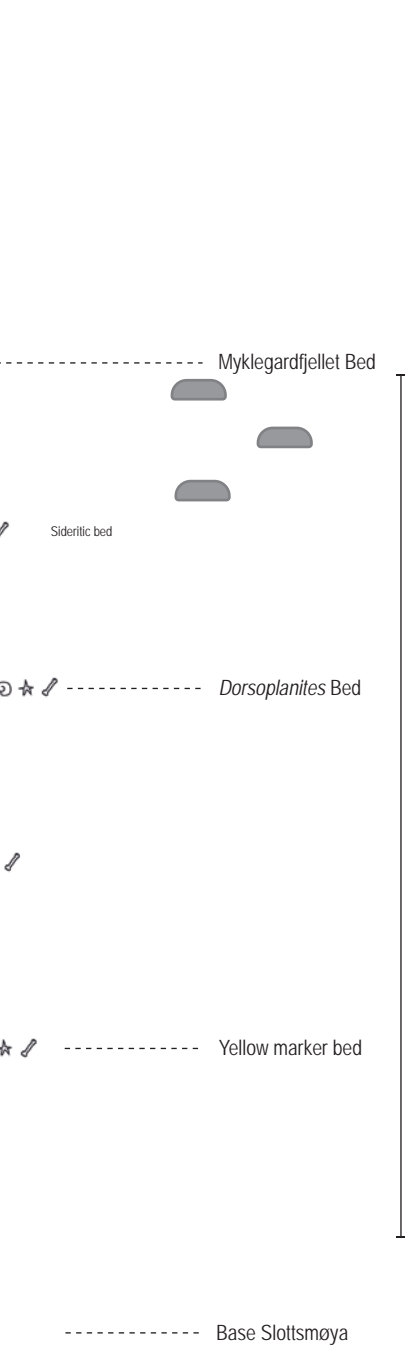 Myklegardfjellet Bed
Sideritic bed
Dorsoplanites Bed
Yellow marker bed
Base Slottsmøya